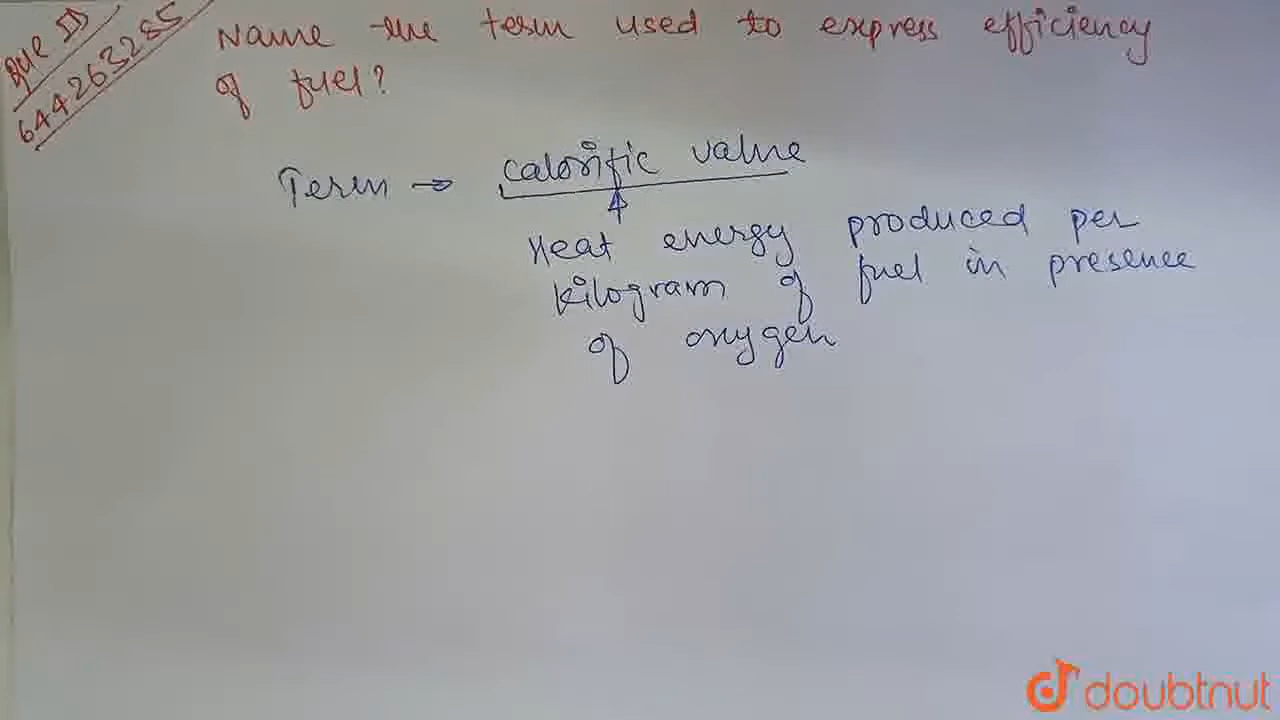 Que ID
644263285
Name the term used to express efficiency
of fuel?
Term → calorific value
Heat energy produced per
kilogram of fuel in presence
of oxygen
doubtnut